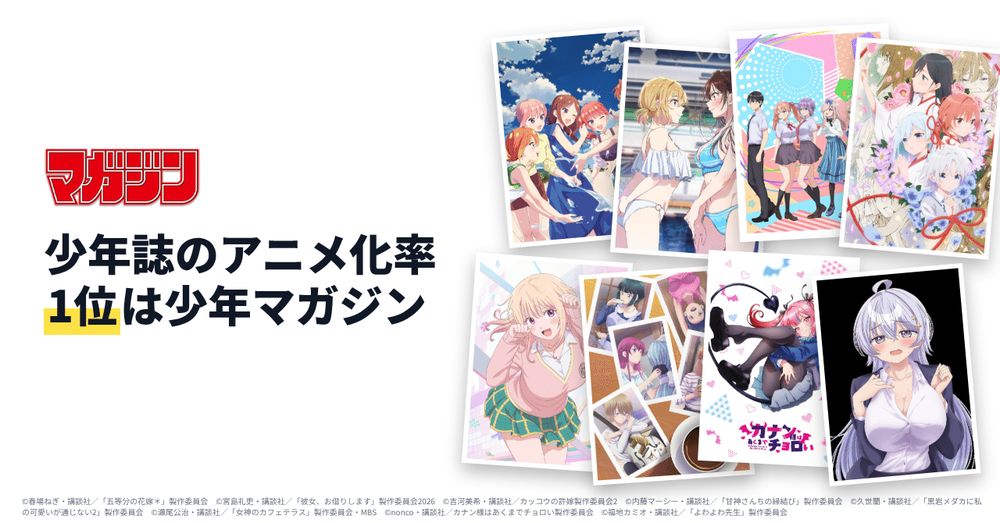 マガジン
少年誌のアニメ化率
1位は少年マガジン
カナン様は
あくまでチョロい
©春場ねぎ・講談社／「五等分の花嫁＊」製作委員会　©宮島礼吏・講談社／「彼女、お借りします」製作委員会2026　©吉河美希・講談社／カッコウの許嫁製作委員会2　©内藤マーシー・講談社／「甘神さんちの縁結び」製作委員会　©久世蘭・講談社／「黒岩メダカに私
の可愛いが通じない2」製作委員会　©瀬尾公治・講談社／「女神のカフェテラス」製作委員会・MBS　©nonco・講談社／カナン様はあくまでチョロい製作委員会　©福地カミオ・講談社／「よわよわ先生」製作委員会